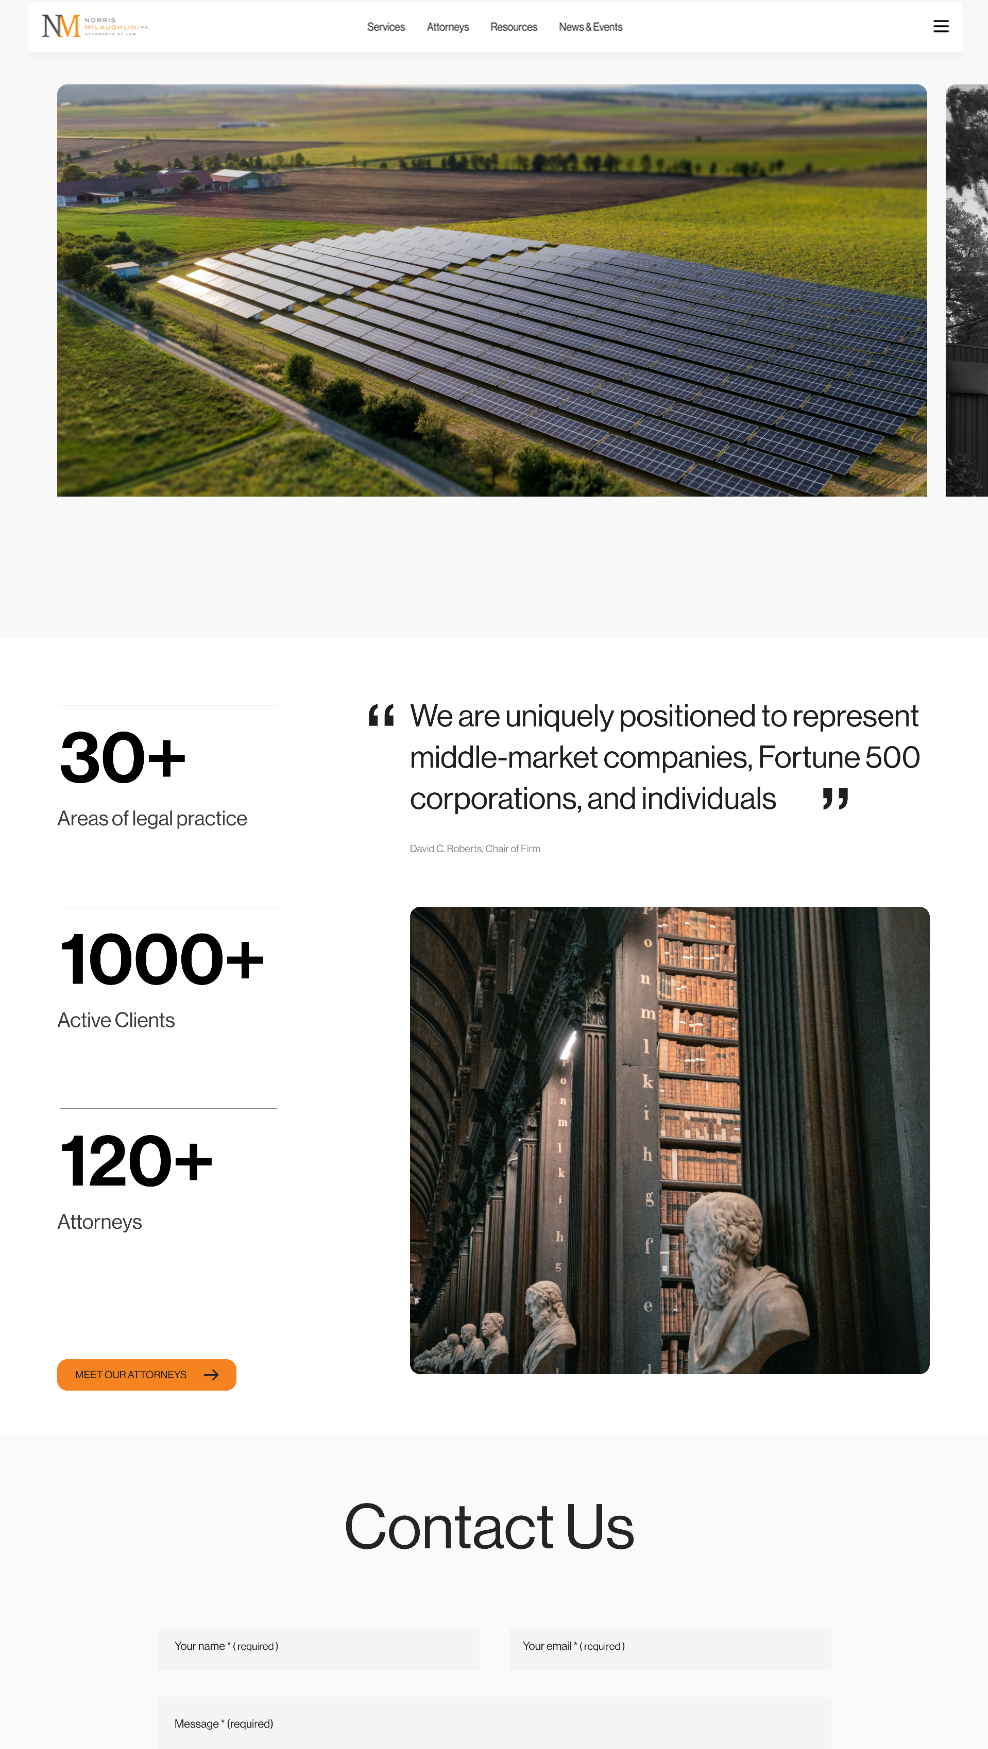 NM NORRIS
McLAUGHLIN P.A.
ATTORNEYS AT LAW
Services Attorneys Resources News & Events
30+
Areas of legal practice
“ We are uniquely positioned to represent
middle-market companies, Fortune 500
corporations, and individuals ”
David C. Roberts, Chair of Firm
1000+
Active Clients
120+
Attorneys
MEET OUR ATTORNEYS →
p
o
n
m
l
k
i
h
g
f
e
d
p
o
n
m
l
k
i
h
g
Contact Us
Your name * ( required )
Your email * ( required )
Message * (required)